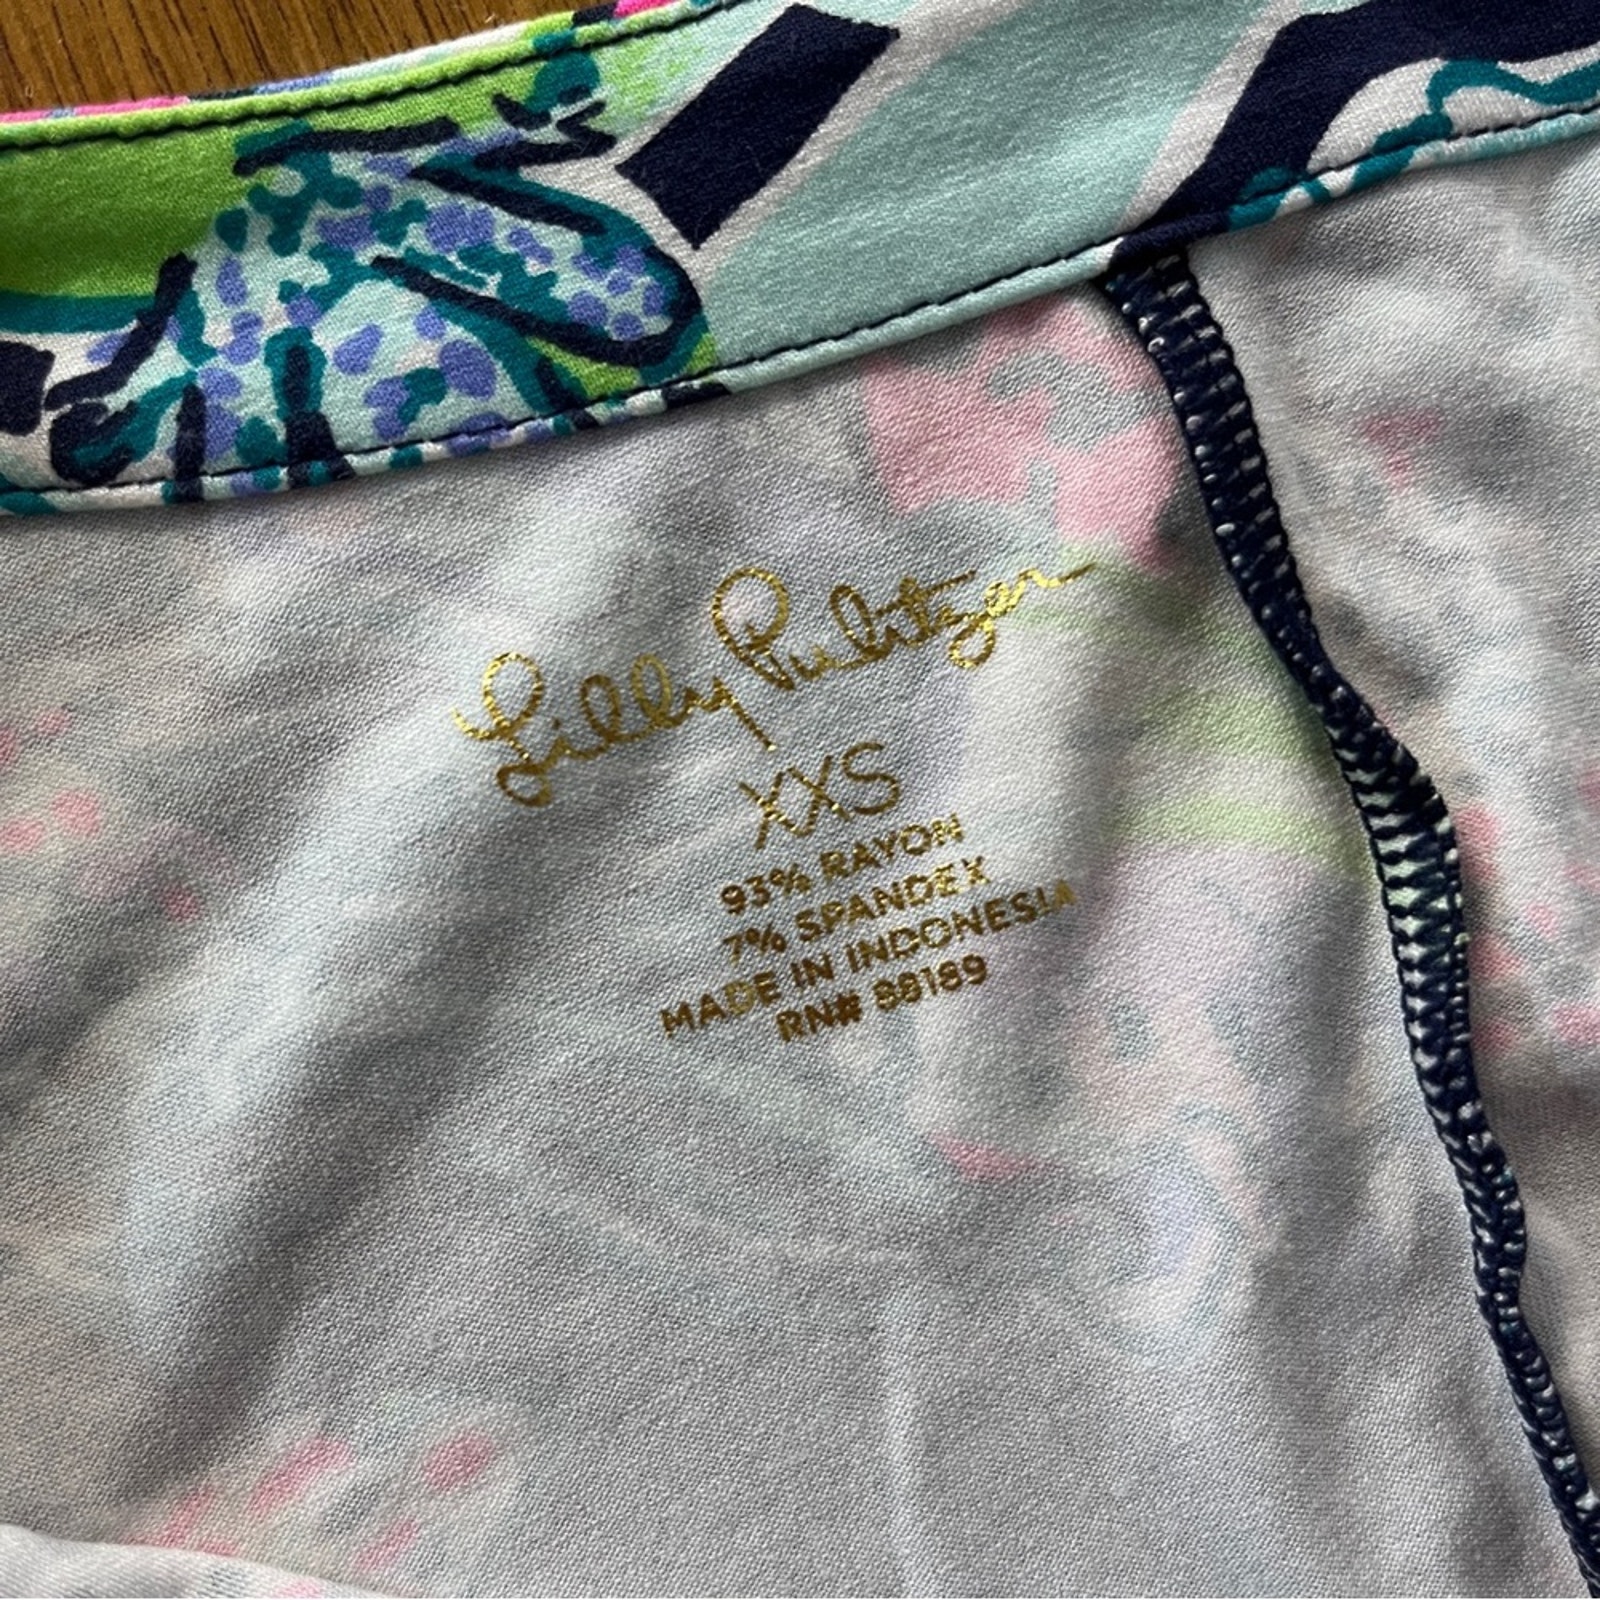 Lilly Pulitzer
XXS
93% RAYON
7% SPANDEX
MADE IN INDONESIA
RN# 88189